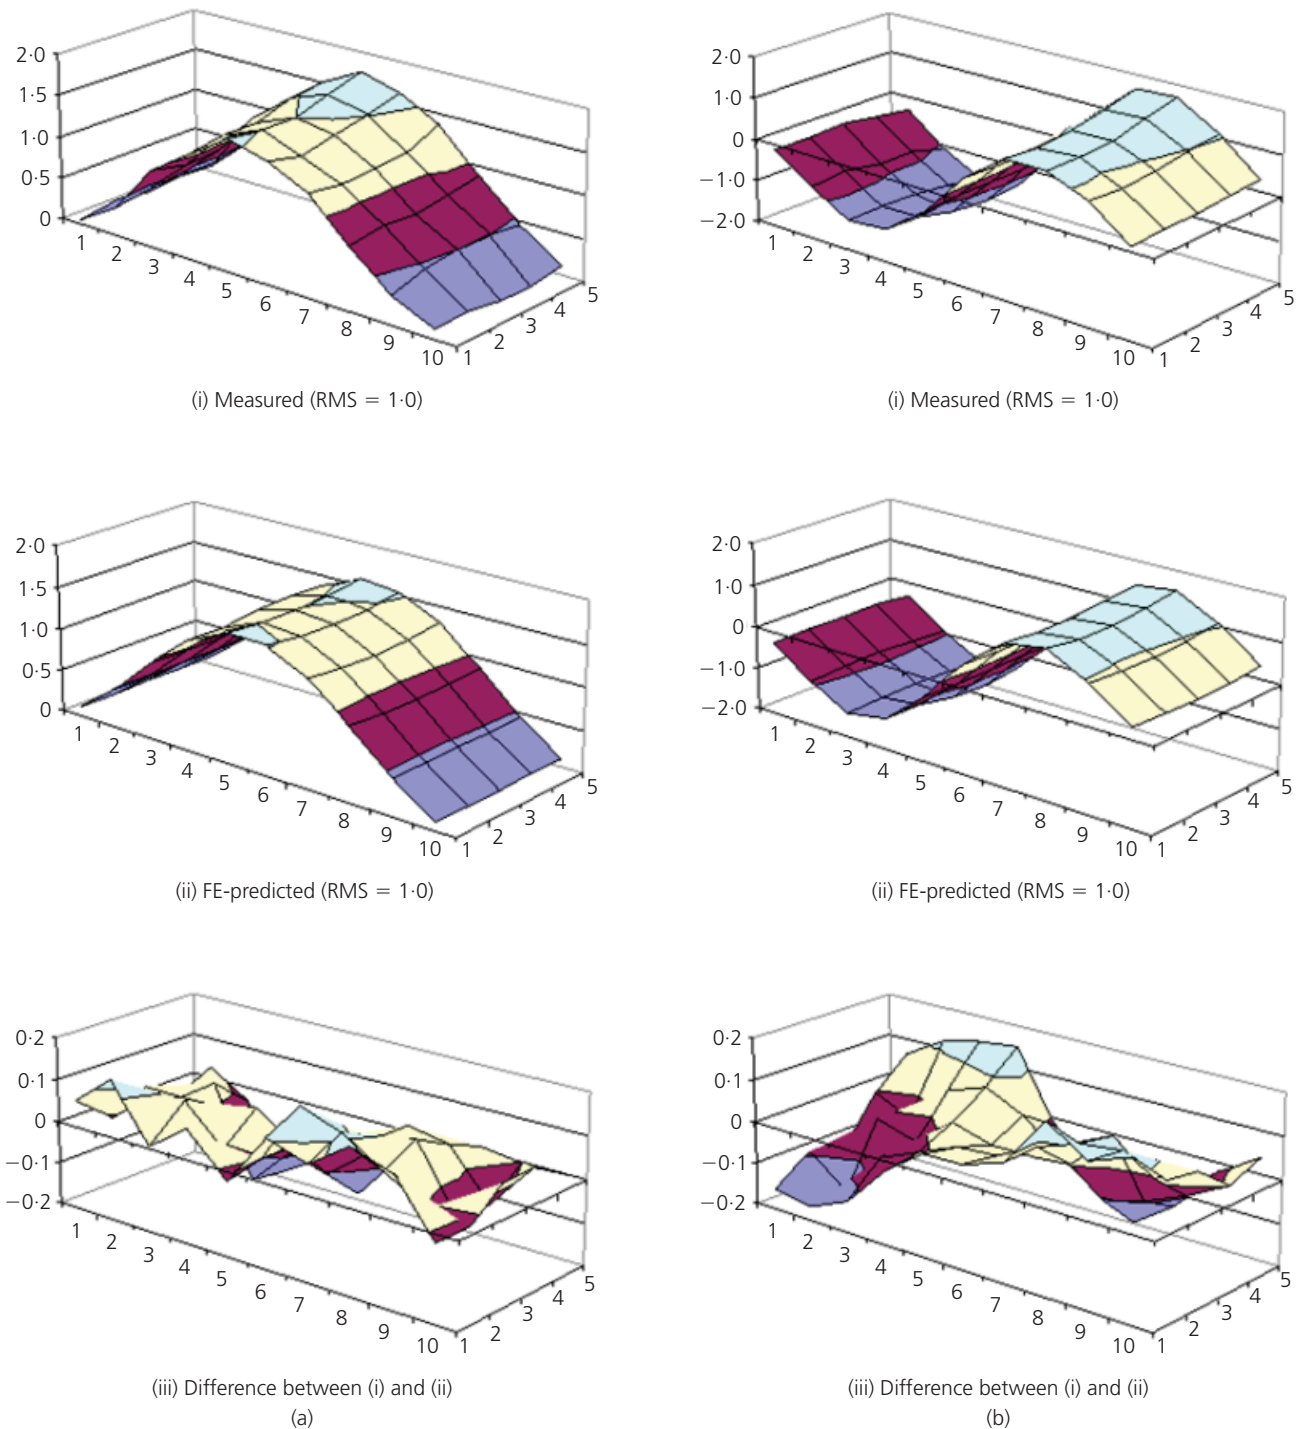 2·0
1·5
1·0
0·5
0
1 2 3 4 5 6 7 8 9 10
1 2 3 4 5
(i) Measured (RMS = 1·0)
2·0
1·0
0
−1·0
−2·0
1 2 3 4 5 6 7 8 9 10
1 2 3 4 5
(i) Measured (RMS = 1·0)
2·0
1·5
1·0
0·5
0
1 2 3 4 5 6 7 8 9 10
1 2 3 4 5
(ii) FE-predicted (RMS = 1·0)
2·0
1·0
0
−1·0
−2·0
1 2 3 4 5 6 7 8 9 10
1 2 3 4 5
(ii) FE-predicted (RMS = 1·0)
0·2
0·1
0
−0·1
−0·2
1 2 3 4 5 6 7 8 9 10
1 2 3 4 5
(iii) Difference between (i) and (ii)
(a)
0·2
0·1
0
−0·1
−0·2
1 2 3 4 5 6 7 8 9 10
1 2 3 4 5
(iii) Difference between (i) and (ii)
(b)